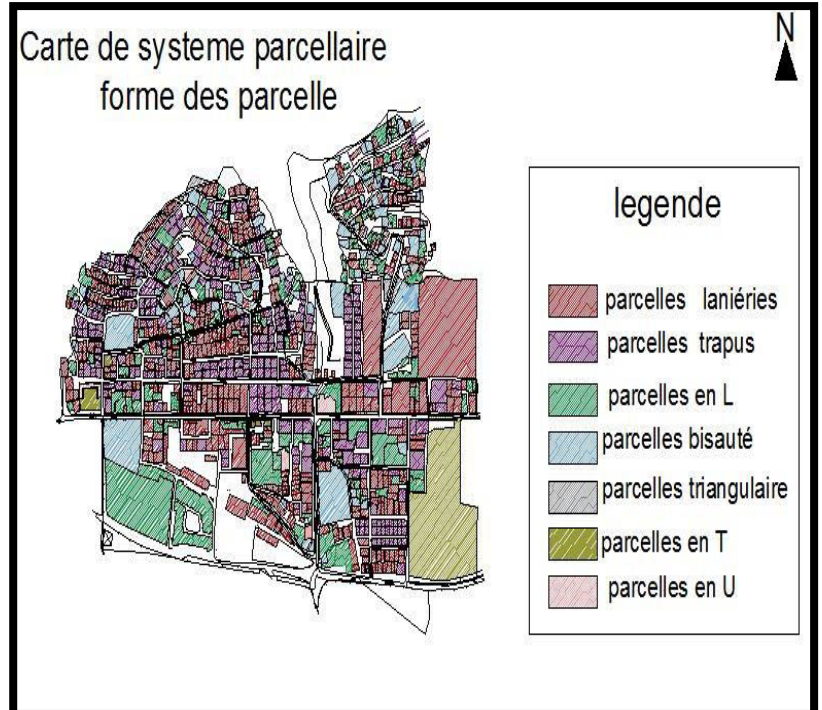 Carte de systeme parcellaire
forme des parcelle
N
legende
parcelles laniéries
parcelles trapus
parcelles en L
parcelles bisauté
parcelles triangulaire
parcelles en T
parcelles en U